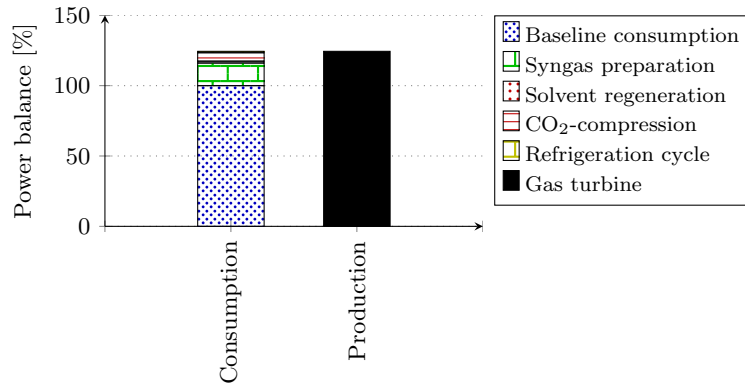 Power balance [%]
150
100
50
0
Consumption
Production
Baseline consumption
Syngas preparation
Solvent regeneration
CO₂-compression
Refrigeration cycle
Gas turbine